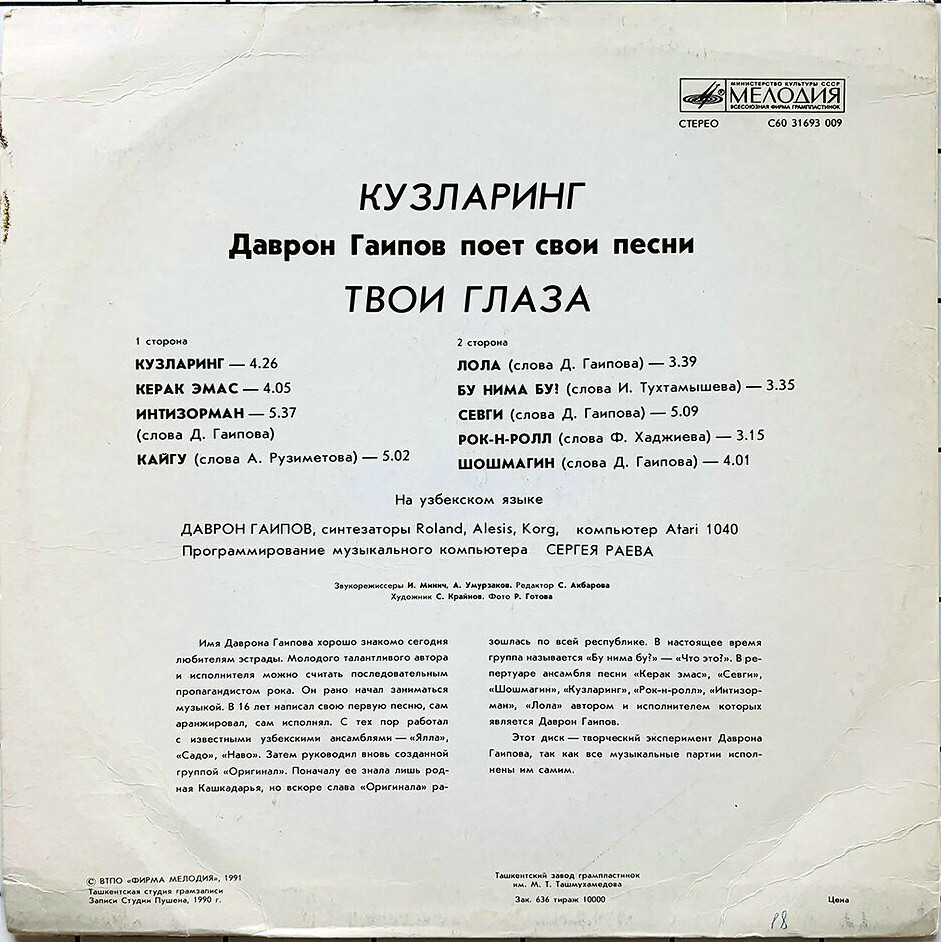 МИНИСТЕРСТВО КУЛЬТУРЫ СССР
МЕЛОДИЯ
ВСЕСОЮЗНАЯ ФИРМА ГРАМПЛАСТИНОК
СТЕРЕО С60 31693 009
КУЗЛАРИНГ
Даврон Гаипов поет свои песни
ТВОИ ГЛАЗА
1 сторона
КУЗЛАРИНГ — 4.26
КЕРАК ЭМАС — 4.05
ИНТИЗОРМАН — 5.37
(слова Д. Гаипова)
КАЙГУ (слова А. Рузиметова) — 5.02
2 сторона
ЛОЛА (слова Д. Гаипова) — 3.39
БУ НИМА БУ? (слова И. Тухтамышева) — 3.35
СЕВГИ (слова Д. Гаипова) — 5.09
РОК-Н-РОЛЛ (слова Ф. Хаджиева) — 3.15
ШОШМАГИН (слова Д. Гаипова) — 4.01
На узбекском языке
ДАВРОН ГАИПОВ, синтезаторы Roland, Alesis, Korg, компьютер Atari 1040
Программирование музыкального компьютера СЕРГЕЯ РАЕВА
Звукорежиссеры И. Минич, А. Умурзаков. Редактор С. Акбарова
Художник С. Крайнов. Фото Р. Готова
Имя Даврона Гаипова хорошо знакомо сегодня
любителям эстрады. Молодого талантливого автора
и исполнителя можно считать последовательным
пропагандистом рока. Он рано начал заниматься
музыкой. В 16 лет написал свою первую песню, сам
аранжировал, сам исполнял. С тех пор работал
с известными узбекскими ансамблями — «Ялла»,
«Садо», «Наво». Затем руководил вновь созданной
группой «Оригинал». Поначалу ее знала лишь род-
ная Кашкадарья, но вскоре слава «Оригинала» ра-
зошлась по всей республике. В настоящее время
группа называется «Бу нима бу?» — «Что это?». В ре-
пертуаре ансамбля песни «Керак эмас», «Севги»,
«Шошмагин», «Кузларинг», «Рок-н-ролл», «Интизор-
ман», «Лола» автором и исполнителем которых
является Даврон Гаипов.
Этот диск — творческий эксперимент Даврона
Гаипова, так как все музыкальные партии испол-
нены им самим.
© ВТПО «ФИРМА МЕЛОДИЯ», 1991
Ташкентская студия грамзаписи
Записи Студии Пушена, 1990 г.
Ташкентский завод грампластинок
им. М. Т. Ташмухамедова
Зак. 636 тираж 10000
Цена